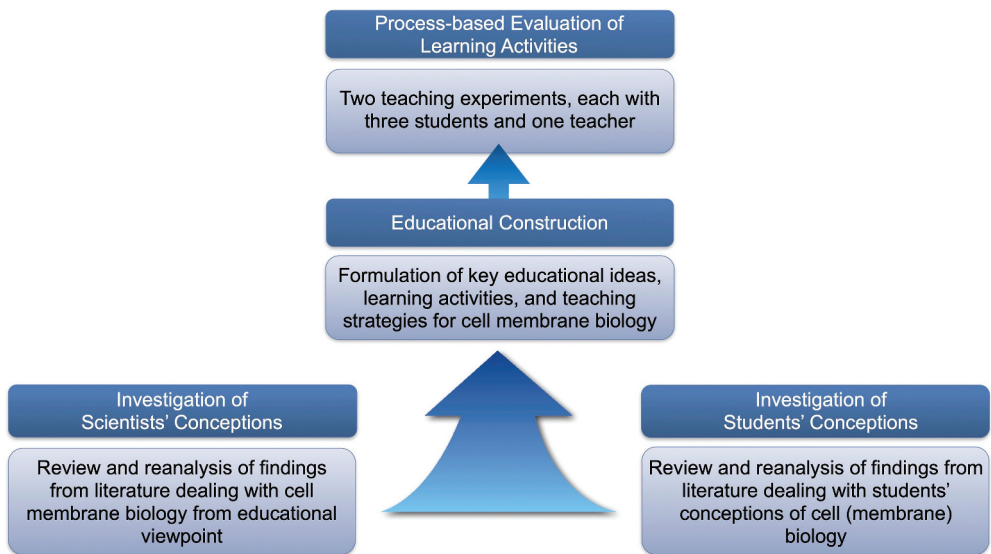 Process-based Evaluation of
Learning Activities
Two teaching experiments, each with
three students and one teacher
Educational Construction
Formulation of key educational ideas,
learning activities, and teaching
strategies for cell membrane biology
Investigation of
Scientists’ Conceptions
Review and reanalysis of findings
from literature dealing with cell
membrane biology from educational
viewpoint
Investigation of
Students’ Conceptions
Review and reanalysis of findings from
literature dealing with students’
conceptions of cell (membrane)
biology